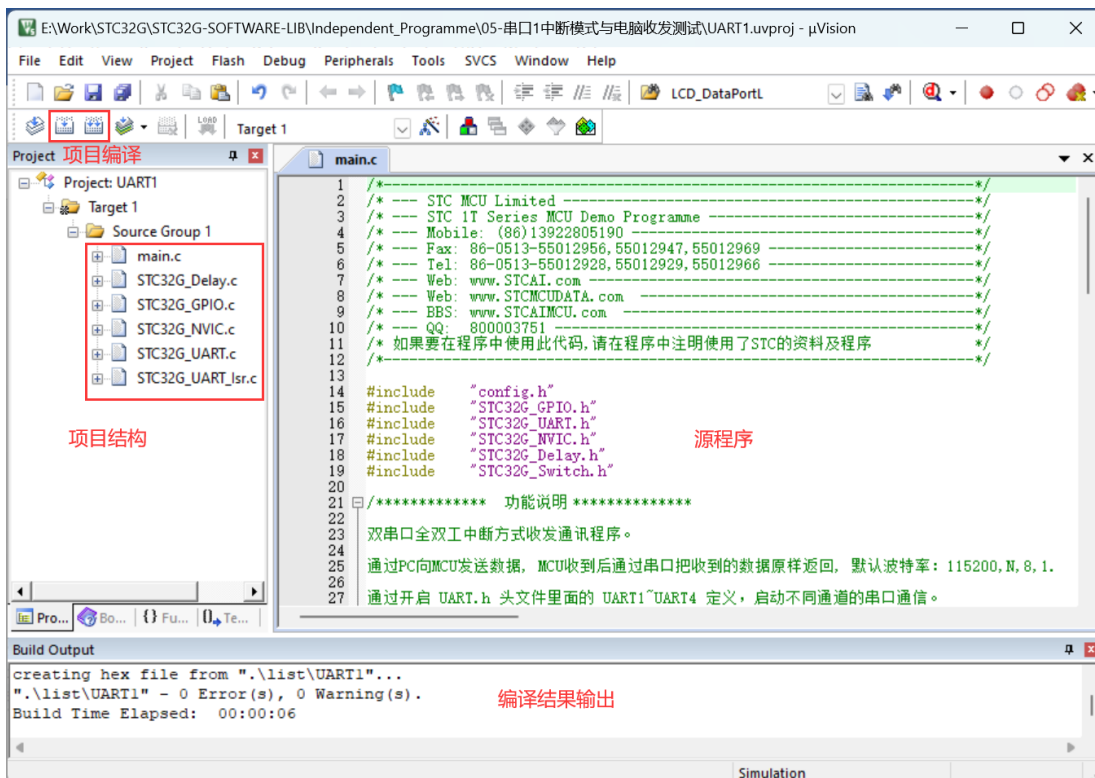 E:\Work\STC32G\STC32G-SOFTWARE-LIB\Independent_Programme\05-串口1中断模式与电脑收发测试\UART1.uvproj - µVision
File Edit View Project Flash Debug Peripherals Tools SVCS Window Help
LCD_DataPortL
LOAD Target 1
Project 项目编译
main.c
Project: UART1
Target 1
Source Group 1
main.c
STC32G_Delay.c
STC32G_GPIO.c
STC32G_NVIC.c
STC32G_UART.c
STC32G_UART_Isr.c
项目结构
1 /*---------------------------------------------------------------------*/
2 /* --- STC MCU Limited ------------------------------------------------*/
3 /* --- STC 1T Series MCU Demo Programme -------------------------------*/
4 /* --- Mobile: (86)13922805190 ----------------------------------------*/
5 /* --- Fax: 86-0513-55012956,55012947,55012969 ------------------------*/
6 /* --- Tel: 86-0513-55012928,55012929,55012966 ------------------------*/
7 /* --- Web: www.STCAI.com ---------------------------------------------*/
8 /* --- Web: www.STCMCUDATA.com ---------------------------------------*/
9 /* --- BBS: www.STCAIMCU.com -----------------------------------------*/
10 /* --- QQ: 800003751 -------------------------------------------------*/
11 /* 如果要在程序中使用此代码,请在程序中注明使用了STC的资料及程序 */
12 /*---------------------------------------------------------------------*/
13
14 #include "config.h"
15 #include "STC32G_GPIO.h"
16 #include "STC32G_UART.h"
17 #include "STC32G_NVIC.h"
18 #include "STC32G_Delay.h"
19 #include "STC32G_Switch.h"
源程序
20
21 /************* 功能说明 **************
22
23 双串口全双工中断方式收发通讯程序。
24
25 通过PC向MCU发送数据, MCU收到后通过串口把收到的数据原样返回, 默认波特率：115200,N,8,1.
26
27 通过开启 UART.h 头文件里面的 UART1~UART4 定义，启动不同通道的串口通信。
Pro... Bo... {} Fu... Te...
Build Output
creating hex file from ".\list\UART1"...
".\list\UART1" - 0 Error(s), 0 Warning(s).
Build Time Elapsed: 00:00:06
编译结果输出
Simulation